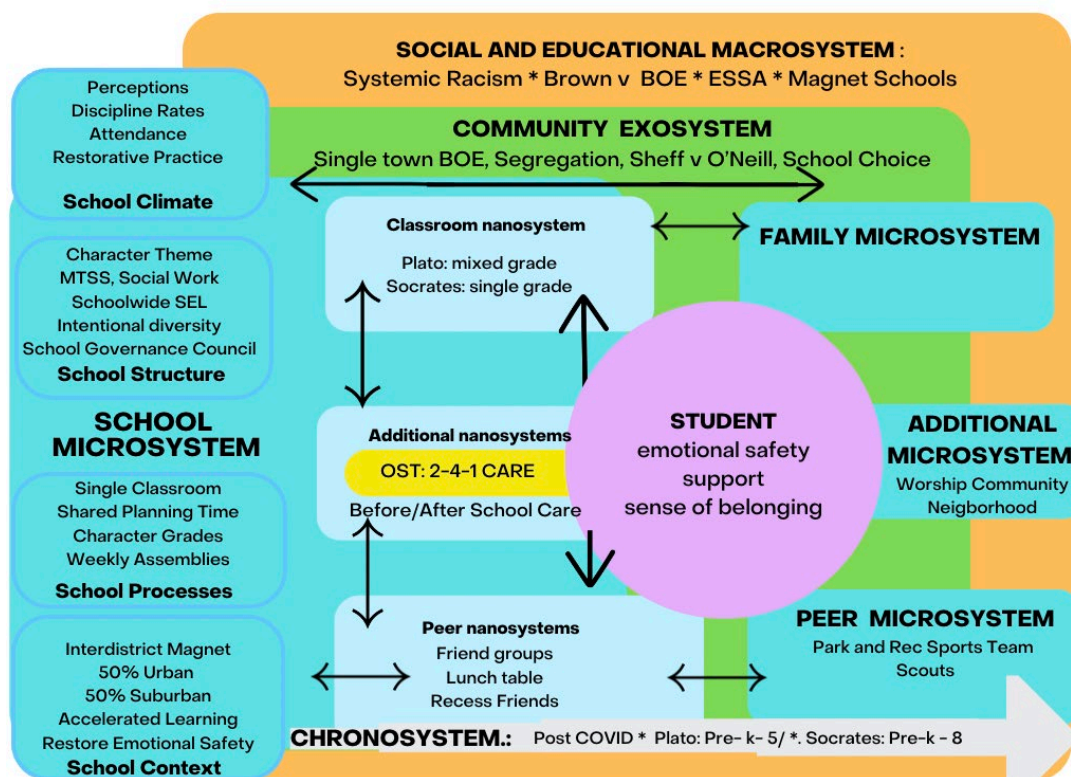 SOCIAL AND EDUCATIONAL MACROSYSTEM :
Systemic Racism * Brown v BOE * ESSA * Magnet Schools
COMMUNITY EXOSYSTEM
Single town BOE, Segregation, Sheff v O'Neill, School Choice
Perceptions
Discipline Rates
Attendance
Restorative Practice
School Climate
Character Theme
MTSS, Social Work
Schoolwide SEL
Intentional diversity
School Governance Council
School Structure
SCHOOL
MICROSYSTEM
Single Classroom
Shared Planning Time
Character Grades
Weekly Assemblies
School Processes
Interdistrict Magnet
50% Urban
50% Suburban
Accelerated Learning
Restore Emotional Safety
School Context
Classroom nanosystem
Plato: mixed grade
Socrates: single grade
Additional nanosystems
OST: 2-4-1 CARE
Before/After School Care
Peer nanosystems
Friend groups
Lunch table
Recess Friends
STUDENT
emotional safety
support
sense of belonging
FAMILY MICROSYSTEM
ADDITIONAL
MICROSYSTEM
Worship Community
Neigborhood
PEER MICROSYSTEM
Park and Rec Sports Team
Scouts
CHRONOSYSTEM.: Post COVID * Plato: Pre- k- 5/ *. Socrates: Pre-k - 8